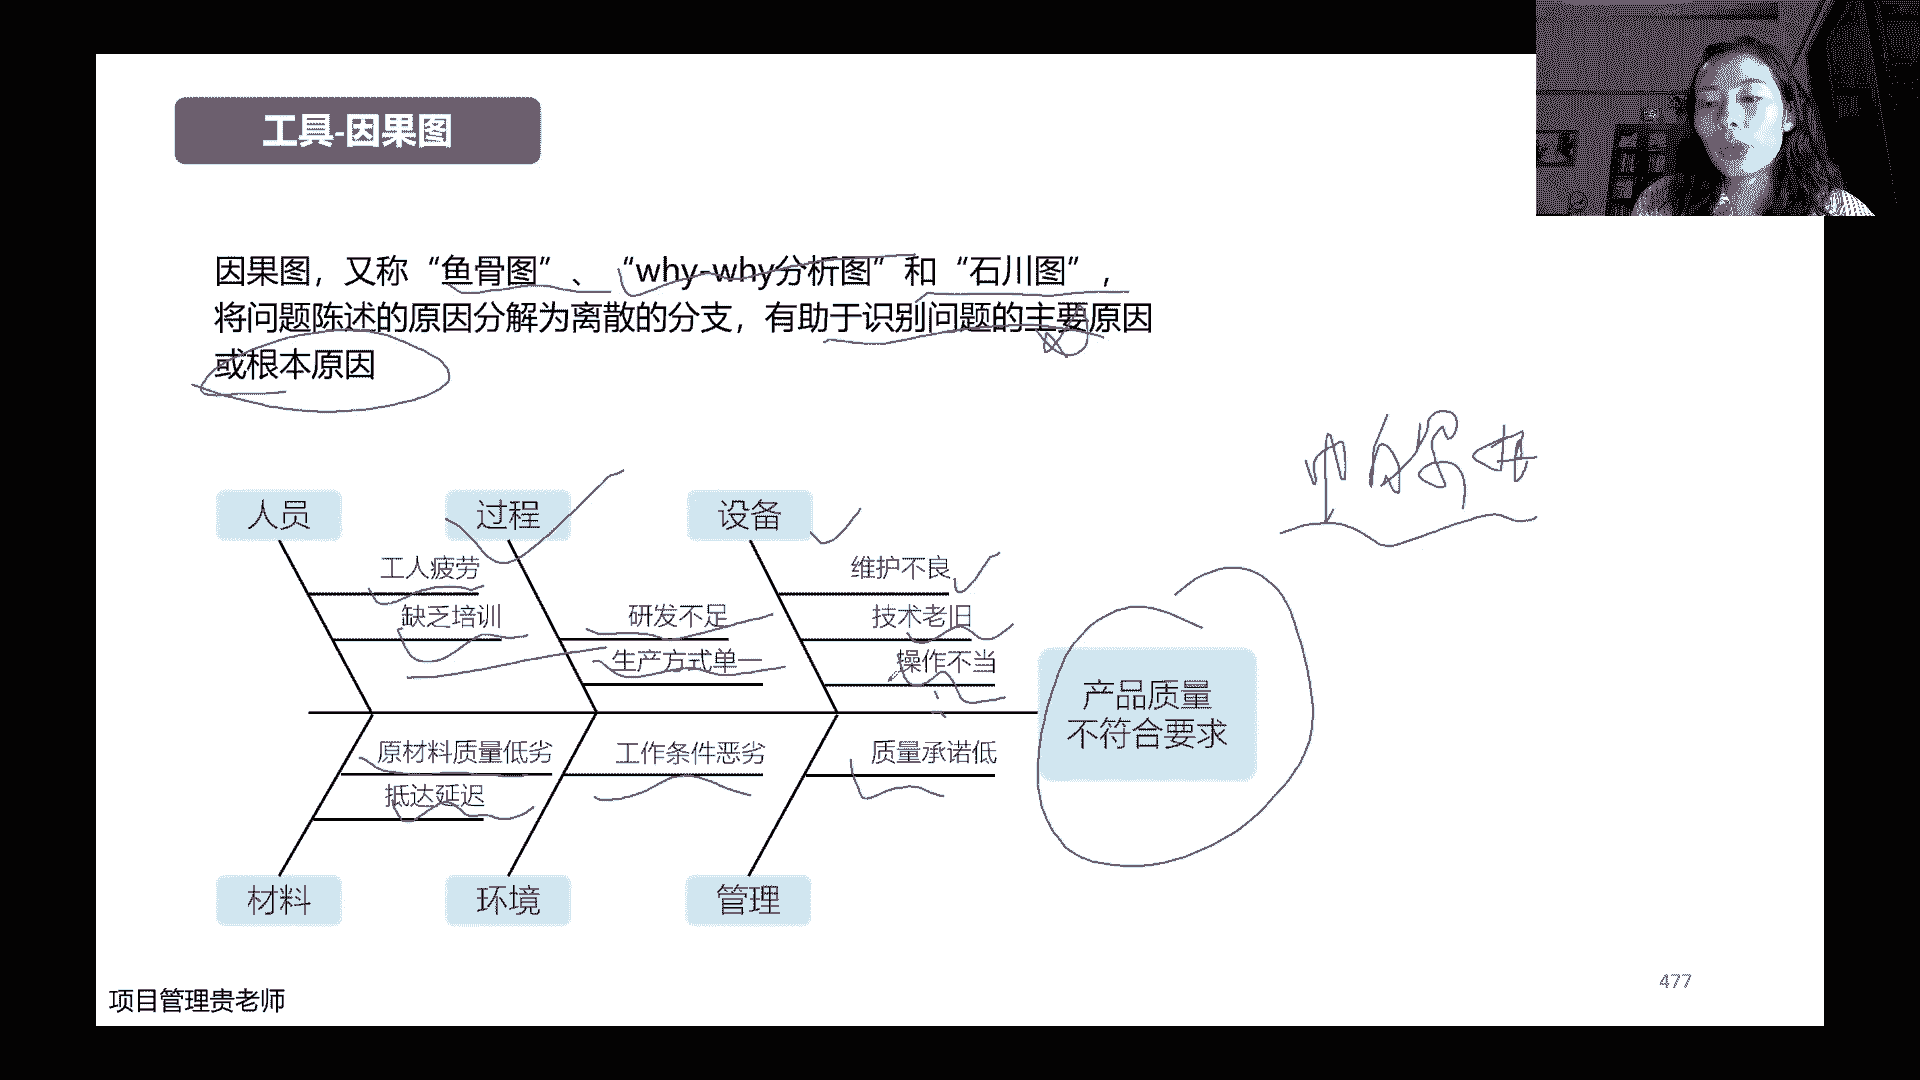 工具-因果图
因果图，又称“鱼骨图”、“why-why分析图”和“石川图”，
将问题陈述的原因分解为离散的分支，有助于识别问题的主要原因
或根本原因
人员
过程
设备
工人疲劳
维护不良
缺乏培训
研发不足
技术老旧
生产方式单一
操作不当
产品质量
不符合要求
原材料质量低劣
工作条件恶劣
质量承诺低
抵达延迟
材料
环境
管理
477
项目管理贵老师